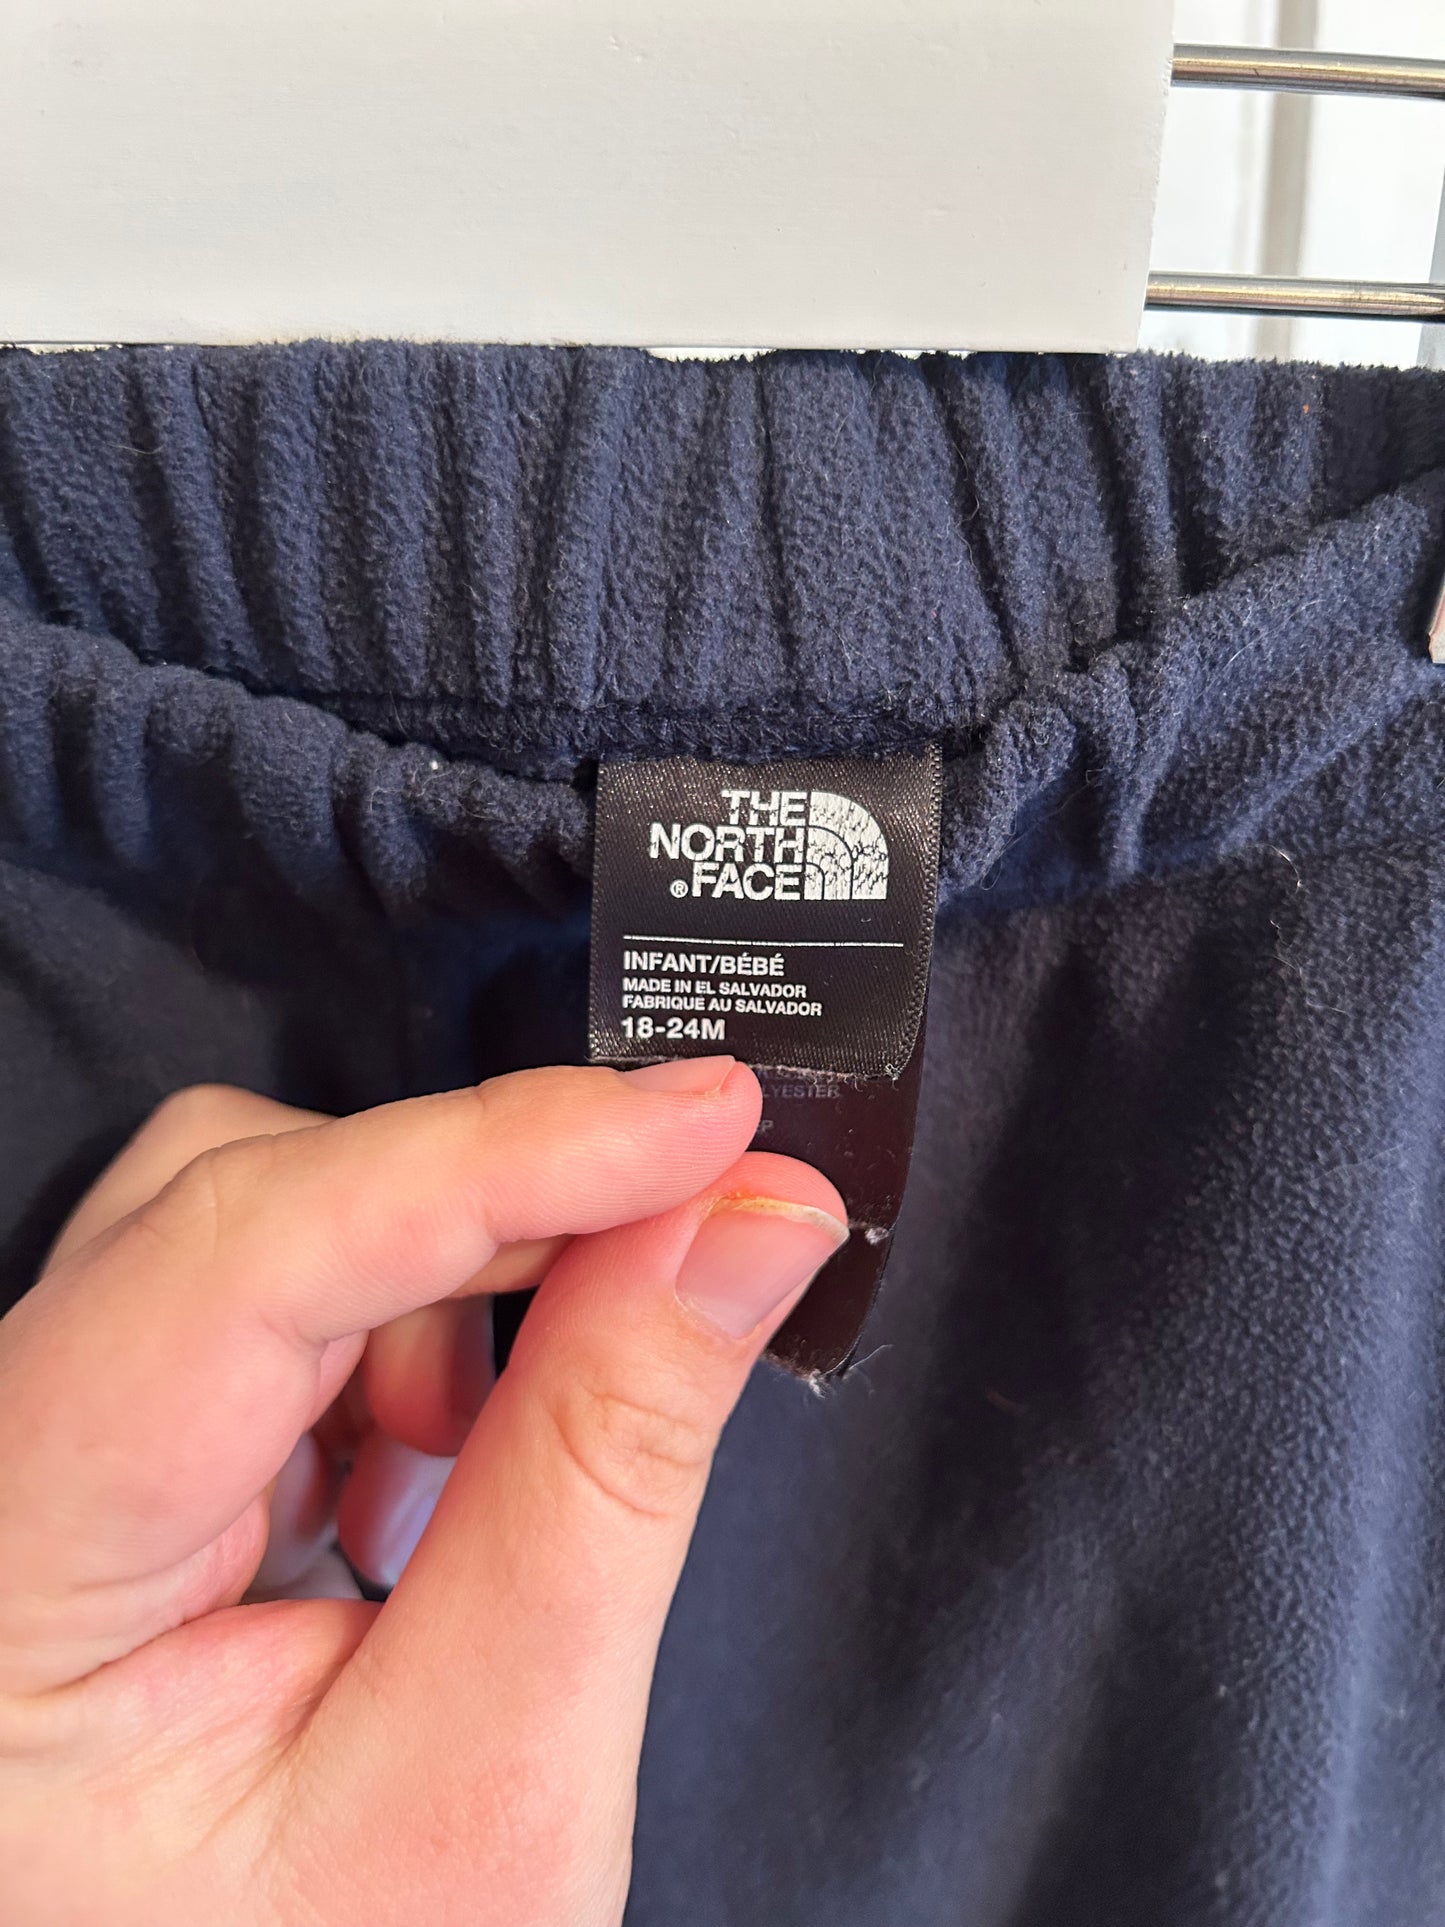 THE
NORTH
® FACE
INFANT/BÉBÉ
MADE IN EL SALVADOR
FABRIQUE AU SALVADOR
18-24M